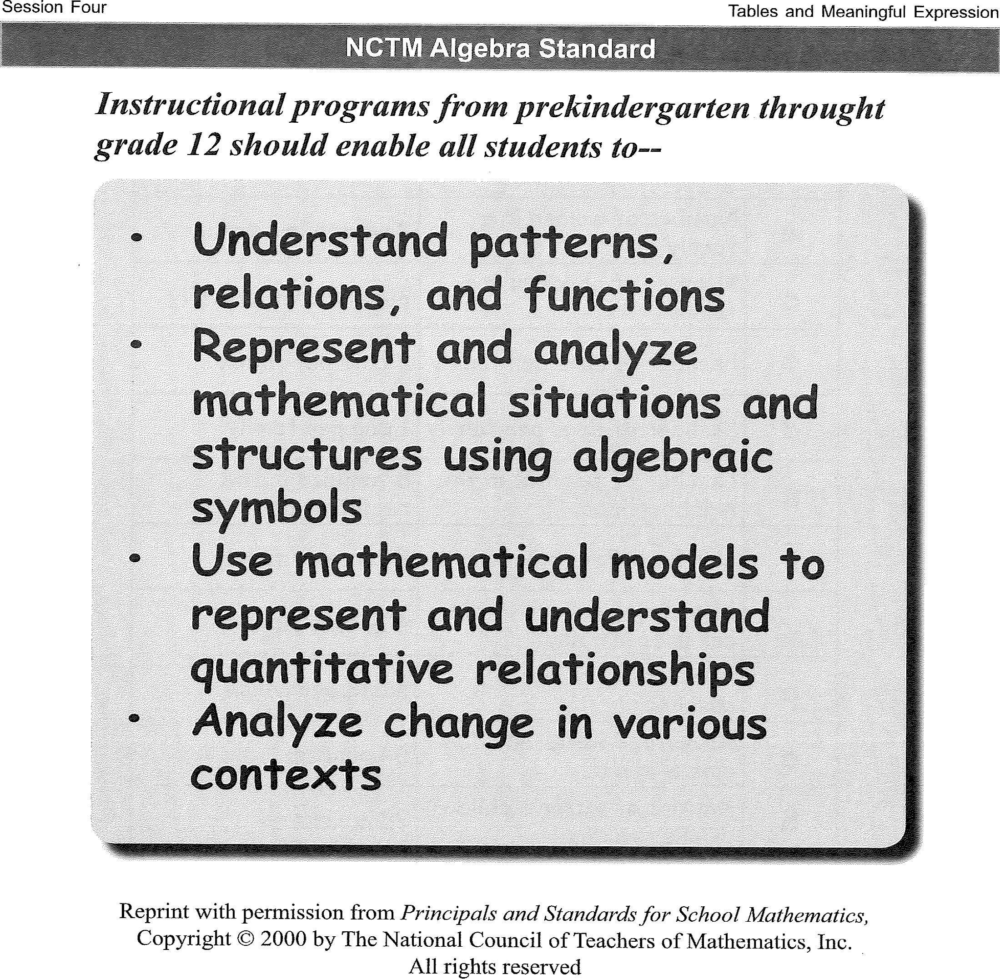 Session Four
Tables and Meaningful Expression
NCTM Algebra Standard
Instructional programs from prekindergarten throught
grade 12 should enable all students to--
• Understand patterns,
relations, and functions
• Represent and analyze
mathematical situations and
structures using algebraic
symbols
• Use mathematical models to
represent and understand
quantitative relationships
• Analyze change in various
contexts
Reprint with permission from Principals and Standards for School Mathematics,
Copyright © 2000 by The National Council of Teachers of Mathematics, Inc.
All rights reserved